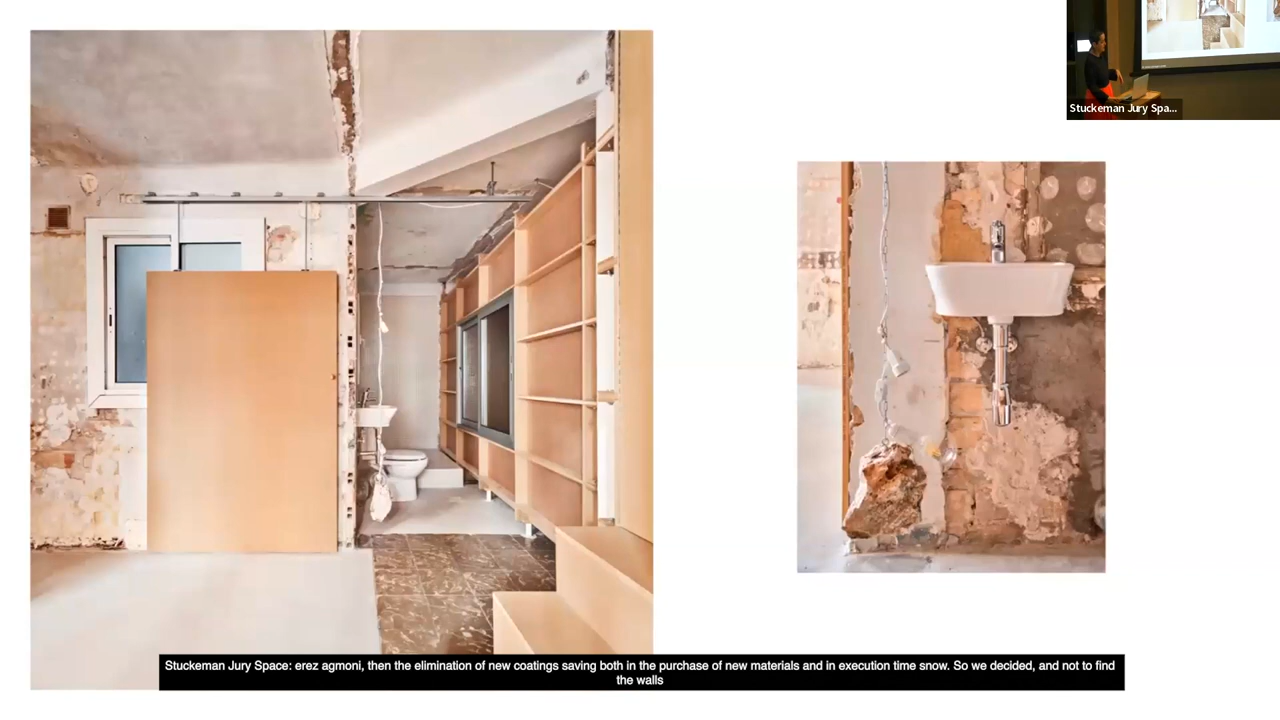 Stuckeman Jury Spa...
Stuckeman Jury Space: erez agmoni, then the elimination of new coatings saving both in the purchase of new materials and in execution time snow. So we decided, and not to find
the walls